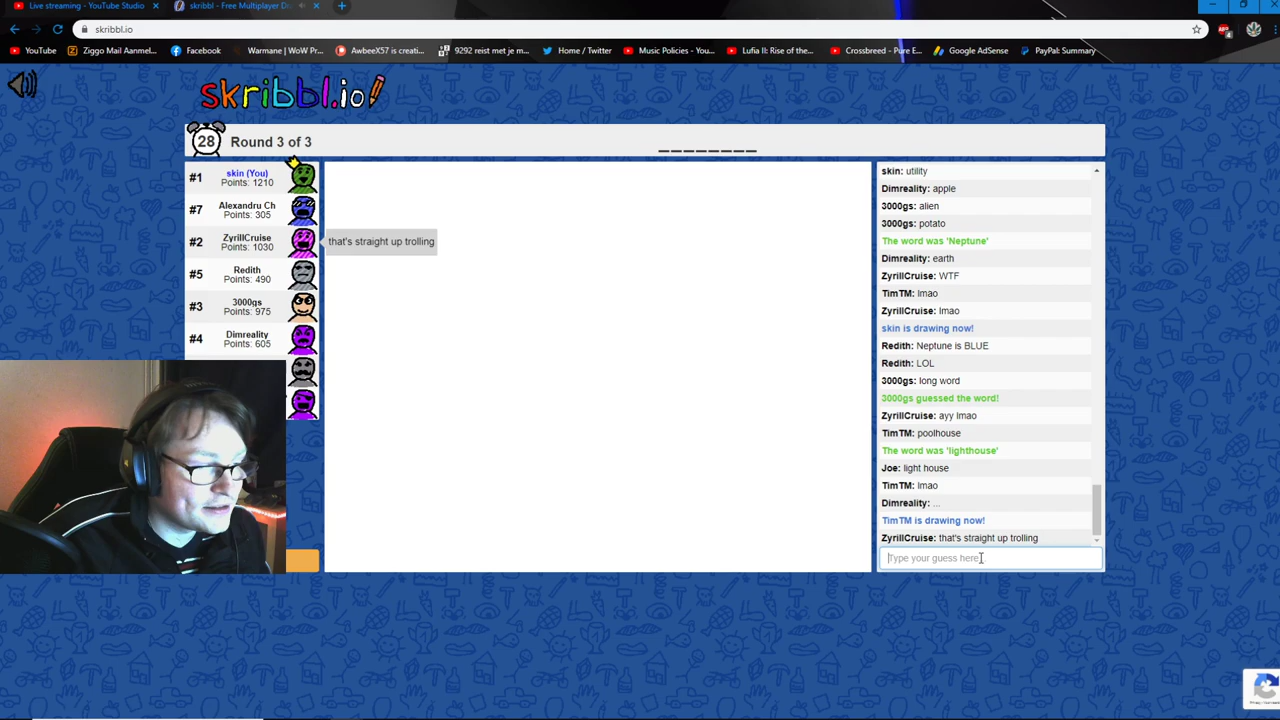 Live streaming - YouTube Studio
skribbl - Free Multiplayer Dr
skribbl.io
YouTube
Ziggo Mail Aanmel...
Facebook
Warmane | WoW Pr...
AwbeeX57 is creati...
9292 reist met je m...
Home / Twitter
Music Policies - You...
Lufia II: Rise of the...
Crossbreed - Pure E...
Google AdSense
PayPal: Summary
skribbl.io!
28 Round 3 of 3 ________
#1 skin (You)
Points: 1210
#7 Alexandru Ch
Points: 305
#2 ZyrillCruise
Points: 1030
that's straight up trolling
#5 Redith
Points: 490
#3 3000gs
Points: 975
#4 Dimreality
Points: 605
skin: utility
Dimreality: apple
3000gs: alien
3000gs: potato
The word was 'Neptune'
Dimreality: earth
ZyrillCruise: WTF
TimTM: lmao
ZyrillCruise: lmao
skin is drawing now!
Redith: Neptune is BLUE
Redith: LOL
3000gs: long word
3000gs guessed the word!
ZyrillCruise: ayy lmao
TimTM: poolhouse
The word was 'lighthouse'
Joe: light house
TimTM: lmao
Dimreality: ...
TimTM is drawing now!
ZyrillCruise: that's straight up trolling
Type your guess here